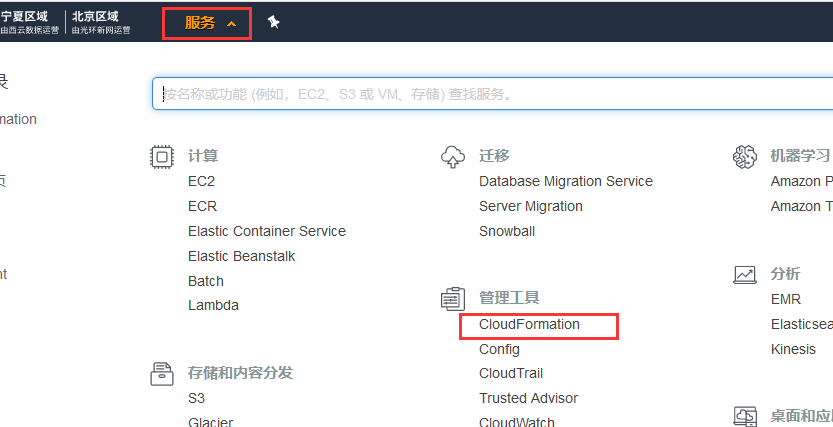 宁夏区域 北京区域
由西云数据运营 由光环新网运营
服务
录
mation
页
nt
按名称或功能 (例如，EC2、S3 或 VM、存储) 查找服务。
计算
EC2
ECR
Elastic Container Service
Elastic Beanstalk
Batch
Lambda
存储和内容分发
S3
Glacier
迁移
Database Migration Service
Server Migration
Snowball
管理工具
CloudFormation
Config
CloudTrail
Trusted Advisor
CloudWatch
机器学习
Amazon P
Amazon T
分析
EMR
Elasticsea
Kinesis
桌面和应